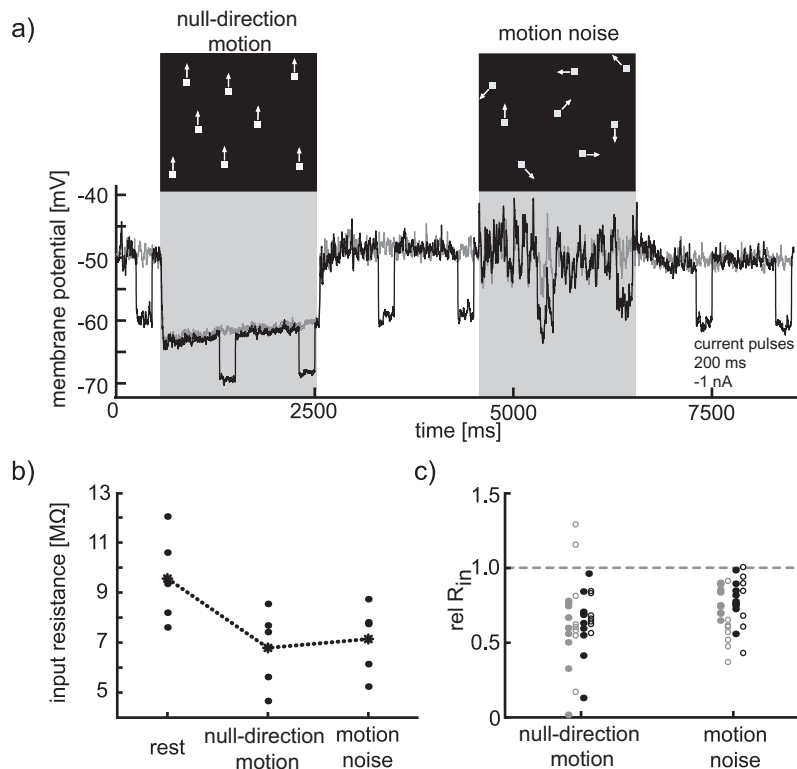 null-direction
motion
motion noise
a)
membrane potential [mV]
-40
-50
-60
-70
current pulses
200 ms
-1 nA
0
2500
5000
7500
time [ms]
b)
input resistance [MΩ]
13
11
9
7
5
rest
null-direction
motion
motion
noise
c)
rel Rin
1.5
1.0
0.5
0
null-direction
motion
motion
noise